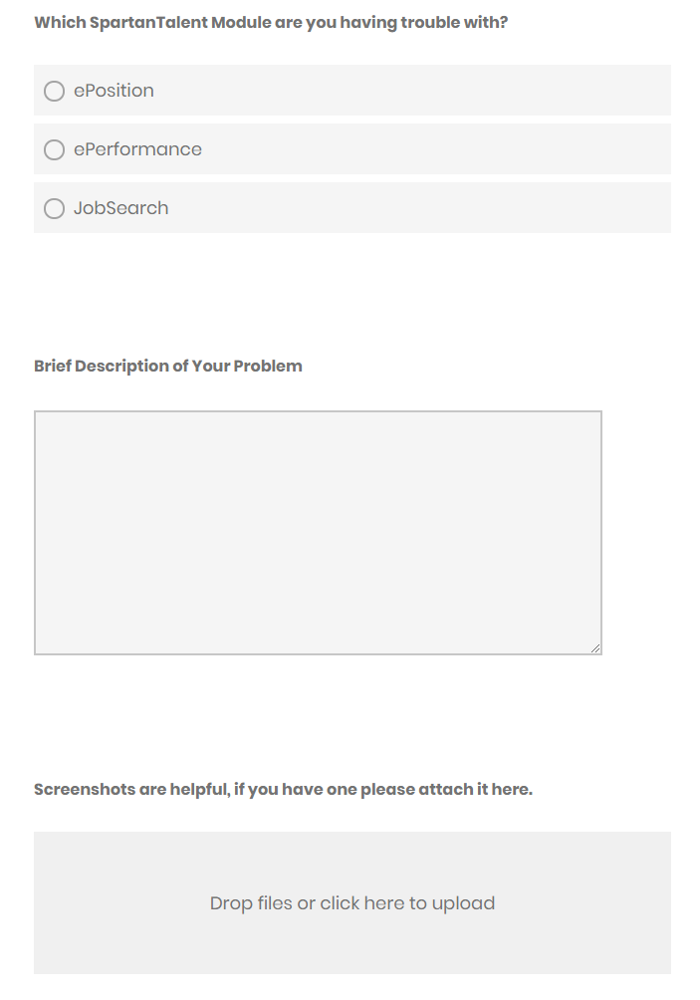 Which SpartanTalent Module are you having trouble with?
ePosition
ePerformance
JobSearch
Brief Description of Your Problem
Screenshots are helpful, if you have one please attach it here.
Drop files or click here to upload